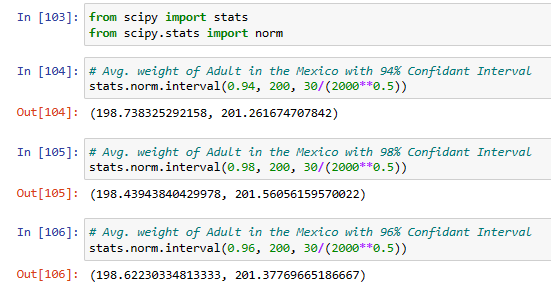 In [103]: from scipy import stats
from scipy.stats import norm
In [104]: # Avg. weight of Adult in the Mexico with 94% Confidant Interval
stats.norm.interval(0.94, 200, 30/(2000**0.5))
Out[104]: (198.738325292158, 201.261674707842)
In [105]: # Avg. weight of Adult in the Mexico with 98% Confidant Interval
stats.norm.interval(0.98, 200, 30/(2000**0.5))
Out[105]: (198.43943840429978, 201.56056159570022)
In [106]: # Avg. weight of Adult in the Mexico with 96% Confidant Interval
stats.norm.interval(0.96, 200, 30/(2000**0.5))
Out[106]: (198.62230334813333, 201.37769665186667)